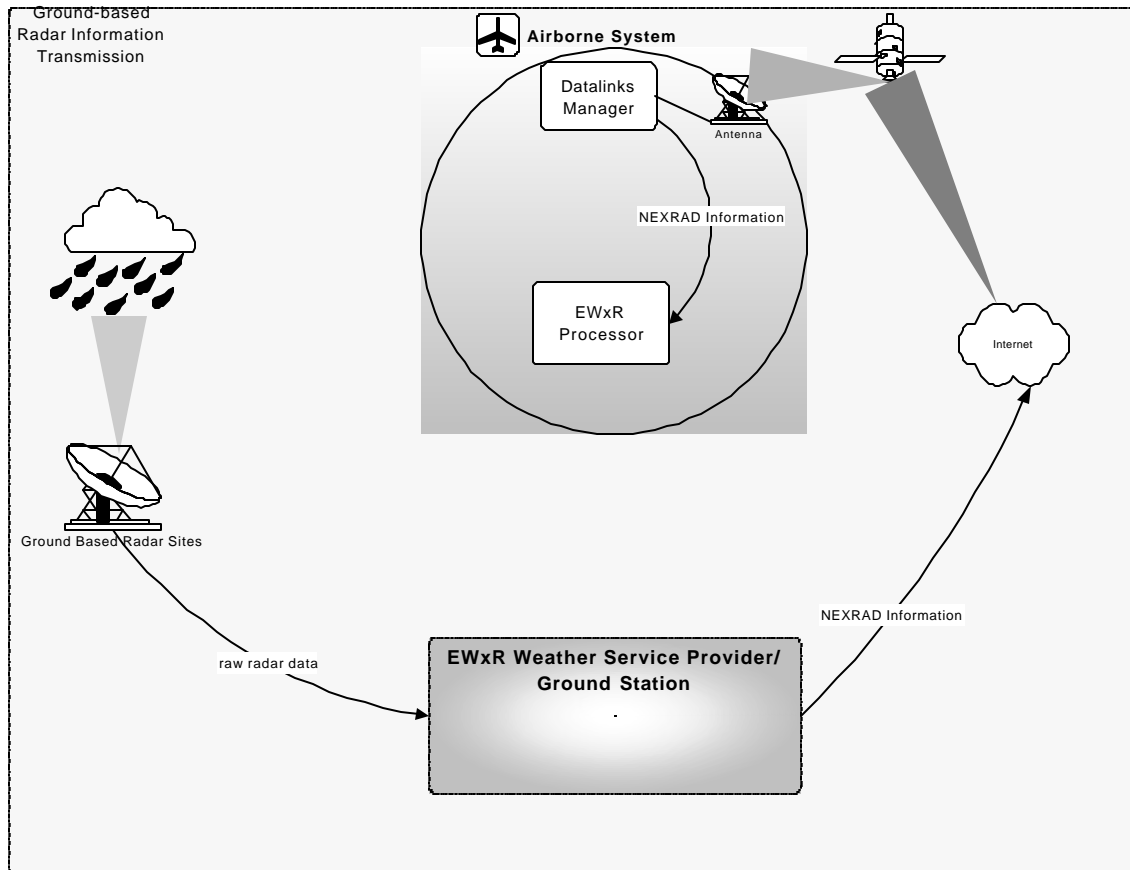 Ground-based
Radar Information
Transmission
Airborne System
Datalinks
Manager
Antenna
NEXRAD Information
EWxR
Processor
Internet
Ground Based Radar Sites
NEXRAD Information
raw radar data
EWxR Weather Service Provider/
Ground Station